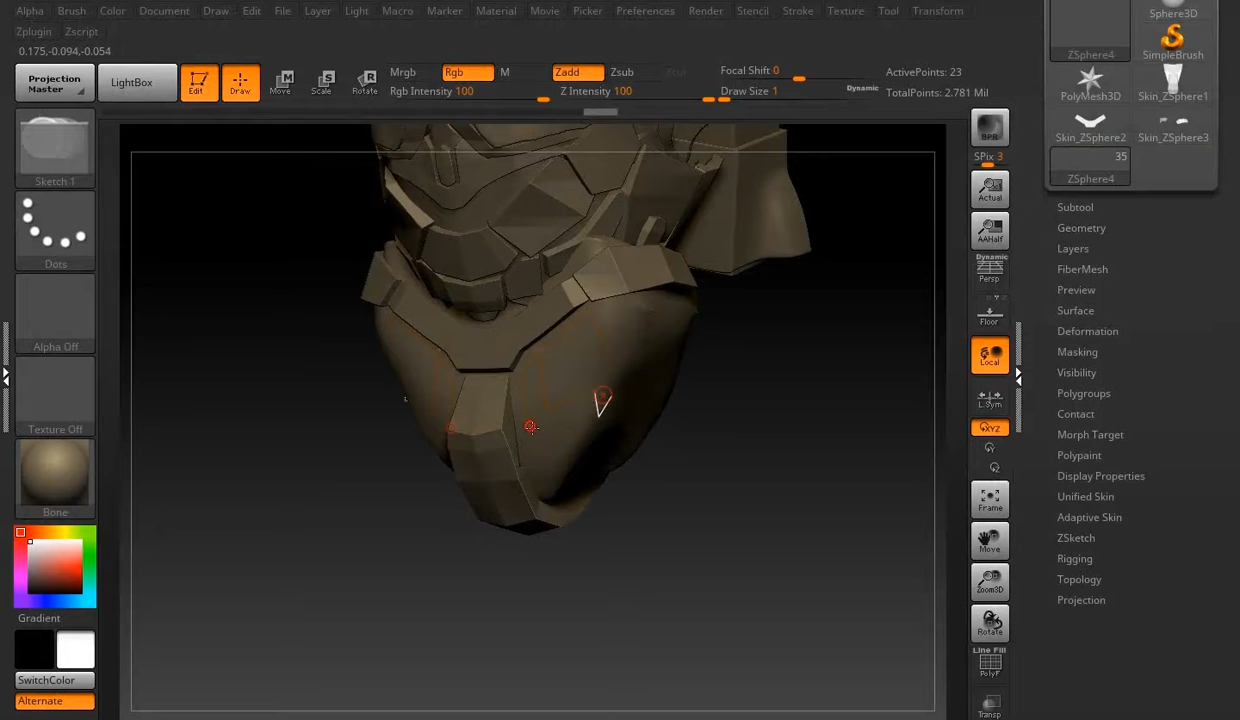 Alpha Brush Color Document Draw Edit File Layer Light Macro Marker Material Movie Picker Preferences Render Stencil Stroke Texture Tool Transform
Zplugin Zscript
0.175,-0.094,-0.054
Projection Master
LightBox
Edit
Draw
Move
Scale
Rotate
Mrgb
Rgb
M
Rgb Intensity 100
Zadd
Zsub
Zcut
Z Intensity 100
Focal Shift 0
Draw Size 1
Dynamic
ActivePoints: 23
TotalPoints: 2.781 Mil
ZSphere4
Sphere3D
SimpleBrush
PolyMesh3D
Skin_ZSphere1
Skin_ZSphere2
Skin_ZSphere3
35
ZSphere4
Sketch 1
Dots
Alpha Off
Texture Off
Bone
Gradient
SwitchColor
Alternate
BPR
SPix 3
Actual
AAHalf
Dynamic
Persp
Floor
Local
L.Sym
XYZ
Frame
Move
Zoom3D
Rotate
Line Fill
PolyF
Transp
Subtool
Geometry
Layers
FiberMesh
Preview
Surface
Deformation
Masking
Visibility
Polygroups
Contact
Morph Target
Polypaint
Display Properties
Unified Skin
Adaptive Skin
ZSketch
Rigging
Topology
Projection